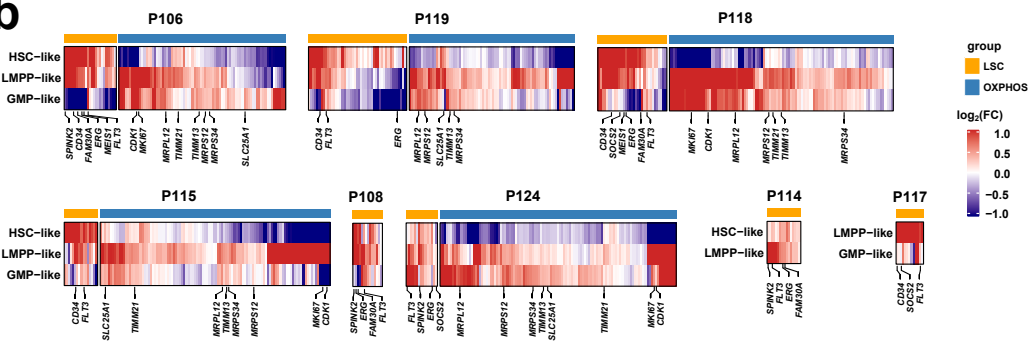 b
P106
P119
P118
group
LSC
OXPHOS
log2(FC)
1.0
0.5
0.0
−0.5
−1.0
HSC−like
LMPP−like
GMP−like
SPINK2 CD34 FAM30A ERG MEIS1 FLT3 CDK1 MKI67 MRPL12 TIMM21 TIMM13 MRPS12 MRPS34 SLC25A1
CD34 FLT3 ERG MRPL12 MRPS12 SLC25A1 TIMM13 MRPS34
CD34 SOCS2 MEIS1 ERG FAM30A FLT3 MKI67 CDK1 MRPL12 MRPS12 TIMM21 TIMM13 MRPS34
P115
P108
P124
P114
P117
HSC−like
LMPP−like
GMP−like
CD34 FLT3 SLC25A1 TIMM21 MRPL12 TIMM13 MRPS34 MRPS12 MKI67 CDK1
SPINK2 ERG FAM30A FLT3
FLT3 SPINK2 ERG SOCS2 MRPL12 MRPS12 MRPS34 TIMM13 SLC25A1 TIMM21 MKI67 CDK1
HSC−like
LMPP−like
SPINK2 FLT3 ERG FAM30A
LMPP−like
GMP−like
CD34 SOCS2 FLT3